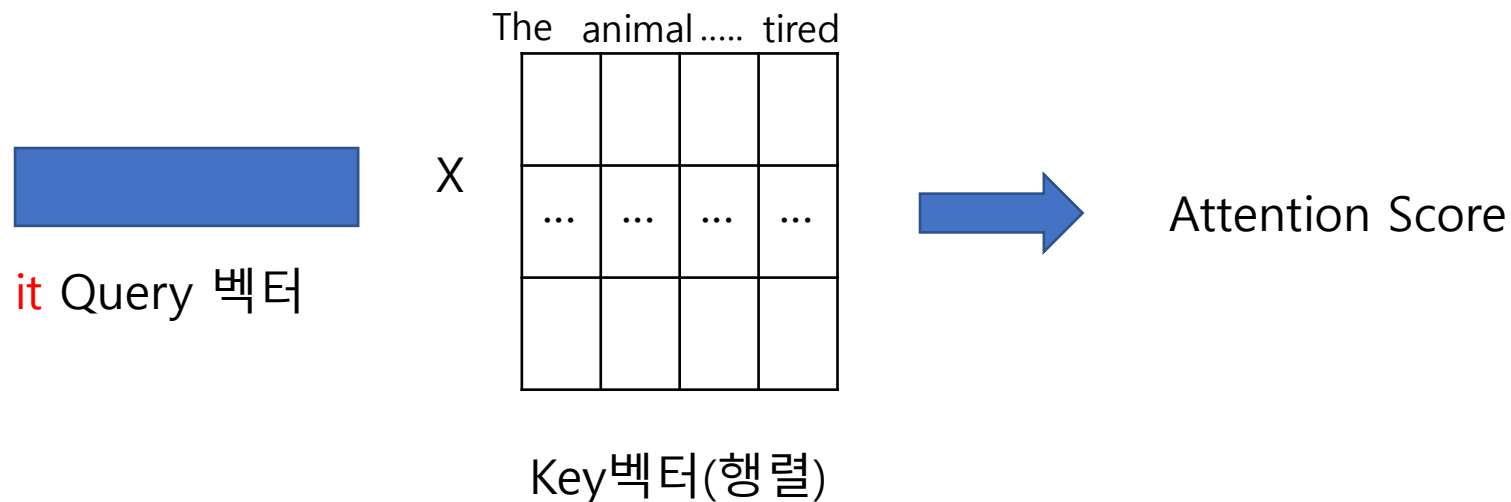 The animal ..... tired
X
... ... ... ...
Attention Score
it Query 벡터
Key벡터(행렬)